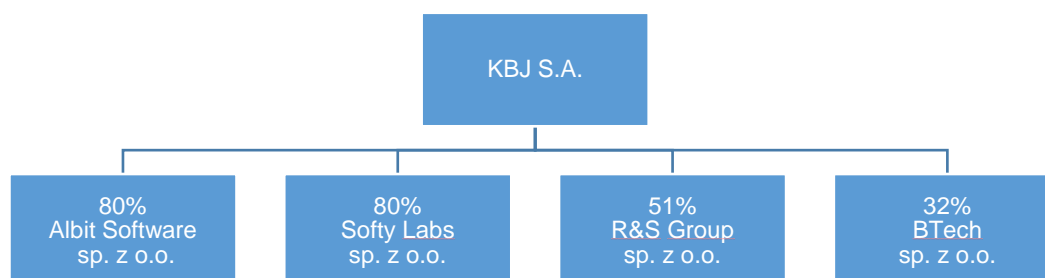 KBJ S.A.
80%
Albit Software
sp. z o.o.
80%
Softy Labs
sp. z o.o.
51%
R&S Group
sp. z o.o.
32%
BTech
sp. z o.o.